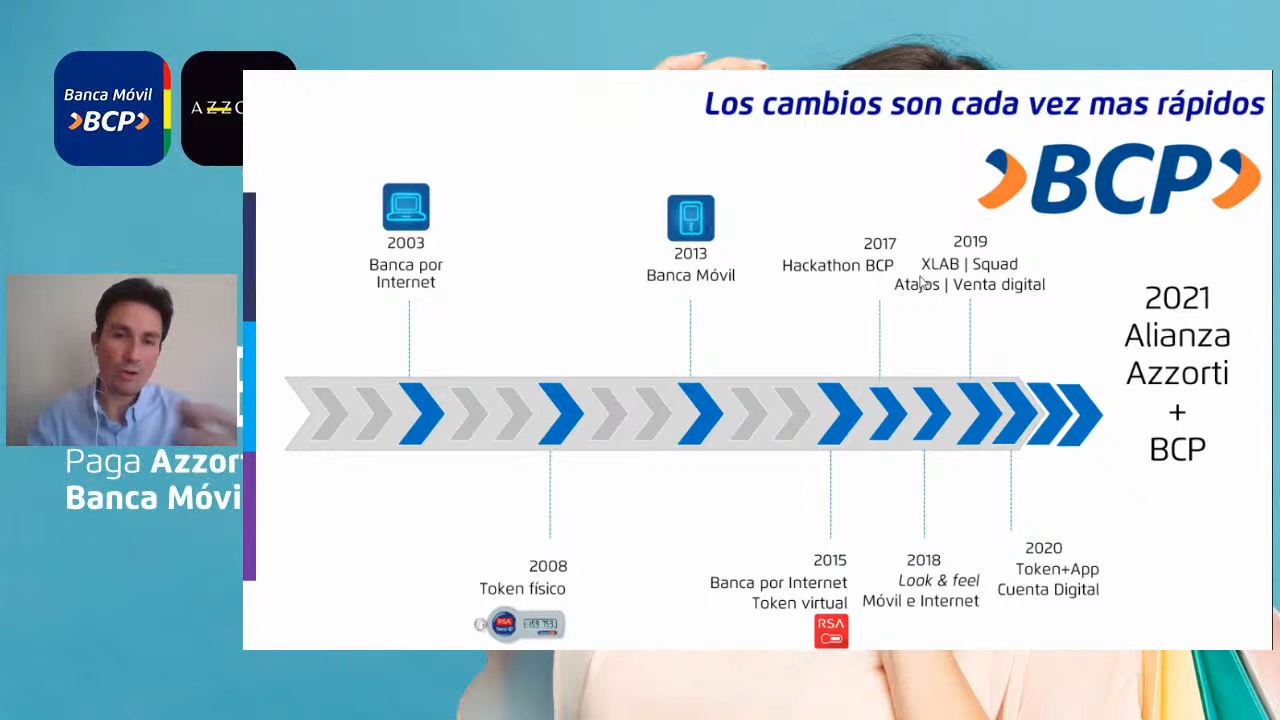 Banca Móvil
BCP
AZZO
Los cambios son cada vez mas rápidos
BCP
2003
Banca por
Internet
2013
Banca Móvil
2017
Hackathon BCP
2019
XLAB | Squad
Atajos | Venta digital
2021
Alianza
Azzorti
+
BCP
Paga Azzor
Banca Móvi
2008
Token físico
RSA
2015
Banca por Internet
Token virtual
RSA
2018
Look & feel
Móvil e Internet
2020
Token+App
Cuenta Digital